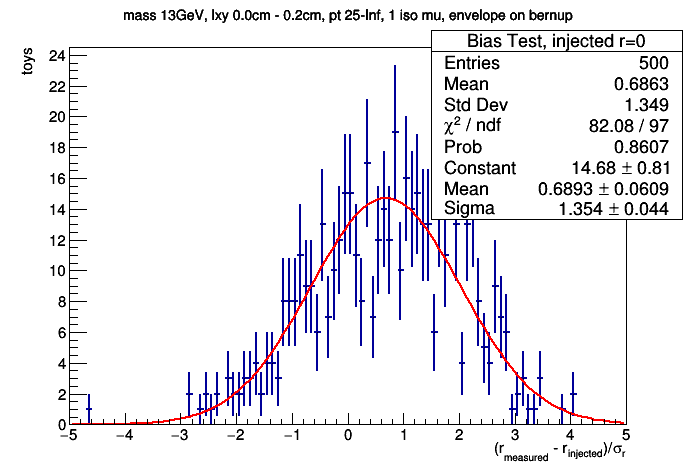 mass 13GeV, lxy 0.0cm - 0.2cm, pt 25-Inf, 1 iso mu, envelope on bernup
Bias Test, injected r=0
Entries 500
Mean 0.6863
Std Dev 1.349
χ² / ndf 82.08 / 97
Prob 0.8607
Constant 14.68 ± 0.81
Mean 0.6893 ± 0.0609
Sigma 1.354 ± 0.044
toys
24
22
20
18
16
14
12
10
8
6
4
2
0
−5 −4 −3 −2 −1 0 1 2 3 4 5
(r_measured - r_injected)/σ_r